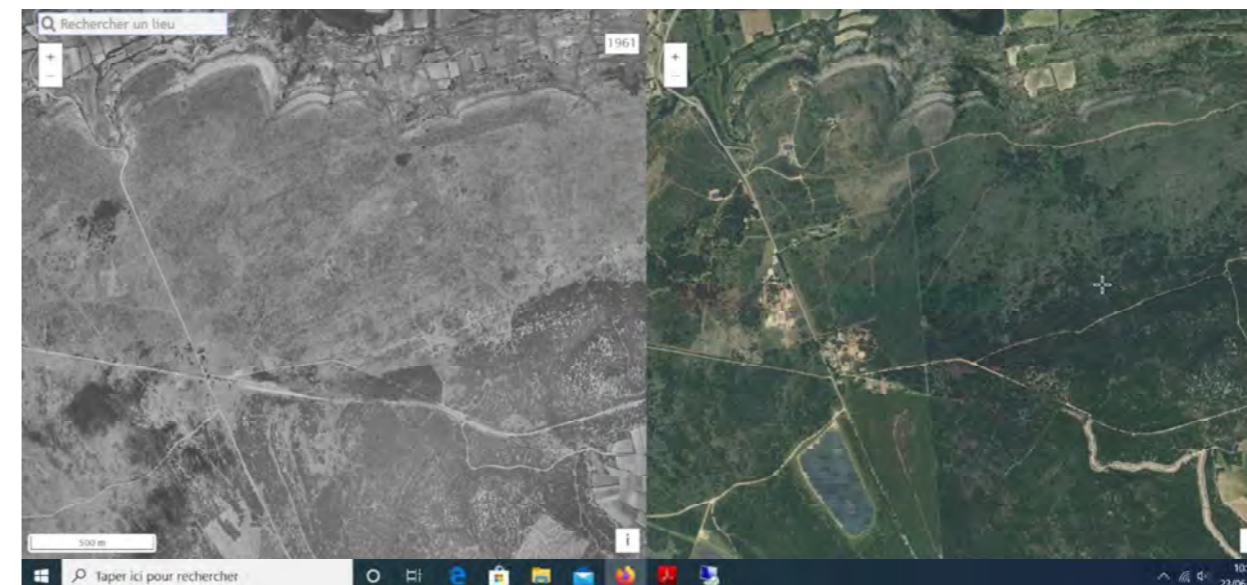 Rechercher un lieu
+
−
1961
+
−
500 m
i
Taper ici pour rechercher